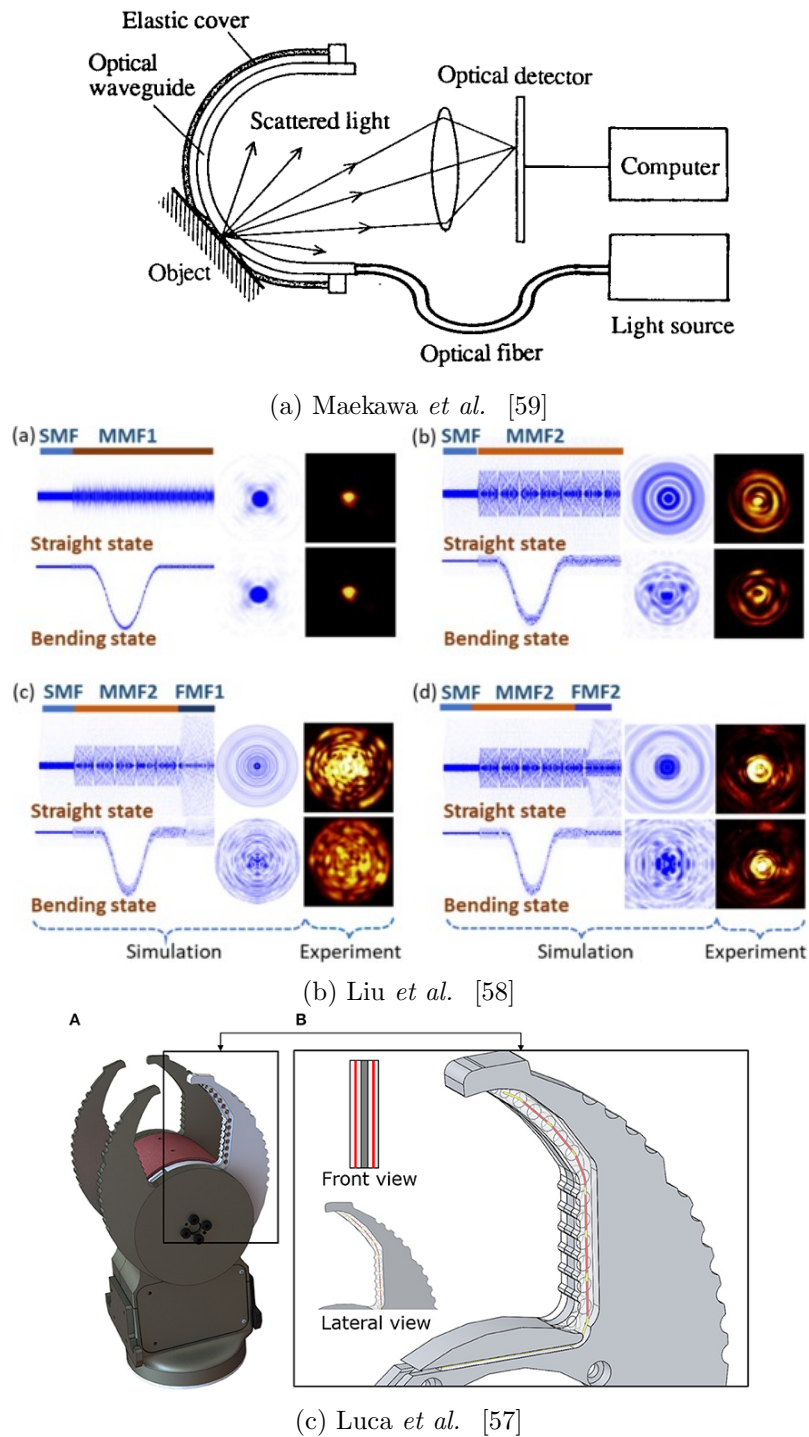 Elastic cover
Optical
waveguide
Scattered light
Optical detector
Computer
Object
Optical fiber
Light source
(a) Maekawa et al. [59]
(a) SMF MMF1
Straight state
Bending state
(b) SMF MMF2
Straight state
Bending state
(c) SMF MMF2 FMF1
Straight state
Bending state
(d) SMF MMF2 FMF2
Straight state
Bending state
Simulation Experiment
Simulation Experiment
(b) Liu et al. [58]
A B
Front view
Lateral view
(c) Luca et al. [57]